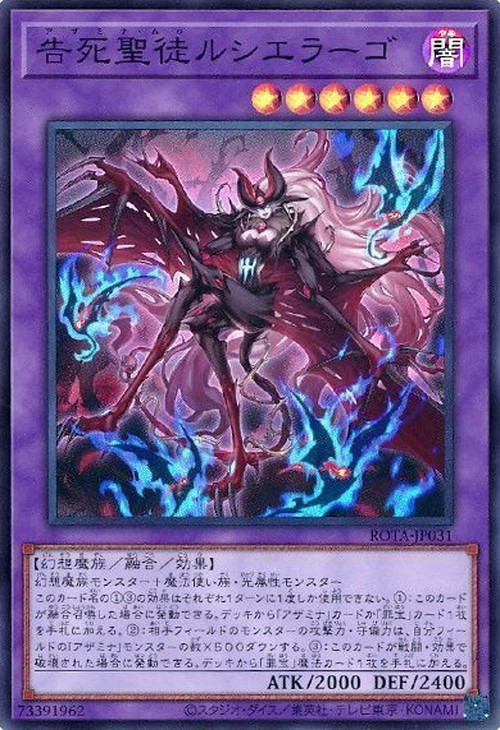 アザミナ・ムゥ
告死聖徒ルシエラーゴ
ヤミ
闇
ROTA-JP031
【幻想魔族/融合/効果】
幻想魔族モンスター+魔法使い族・光属性モンスター
このカード名の①③の効果はそれぞれ1ターンに1度しか使用できない。①:このカード
が融合召喚した場合に発動できる。デッキから「アザミナ」カードか「罪宝」カード1枚
を手札に加える。②:相手フィールドのモンスターの攻撃力・守備力は、自分フィー
ルドの「アザミナ」モンスターの数×500ダウンする。③:このカードが戦闘・効果で
破壊された場合に発動できる。デッキから「罪宝」魔法カード1枚を手札に加える。
ATK/2000 DEF/2400
73391962
©スタジオ・ダイス/集英社・テレビ東京・KONAMI